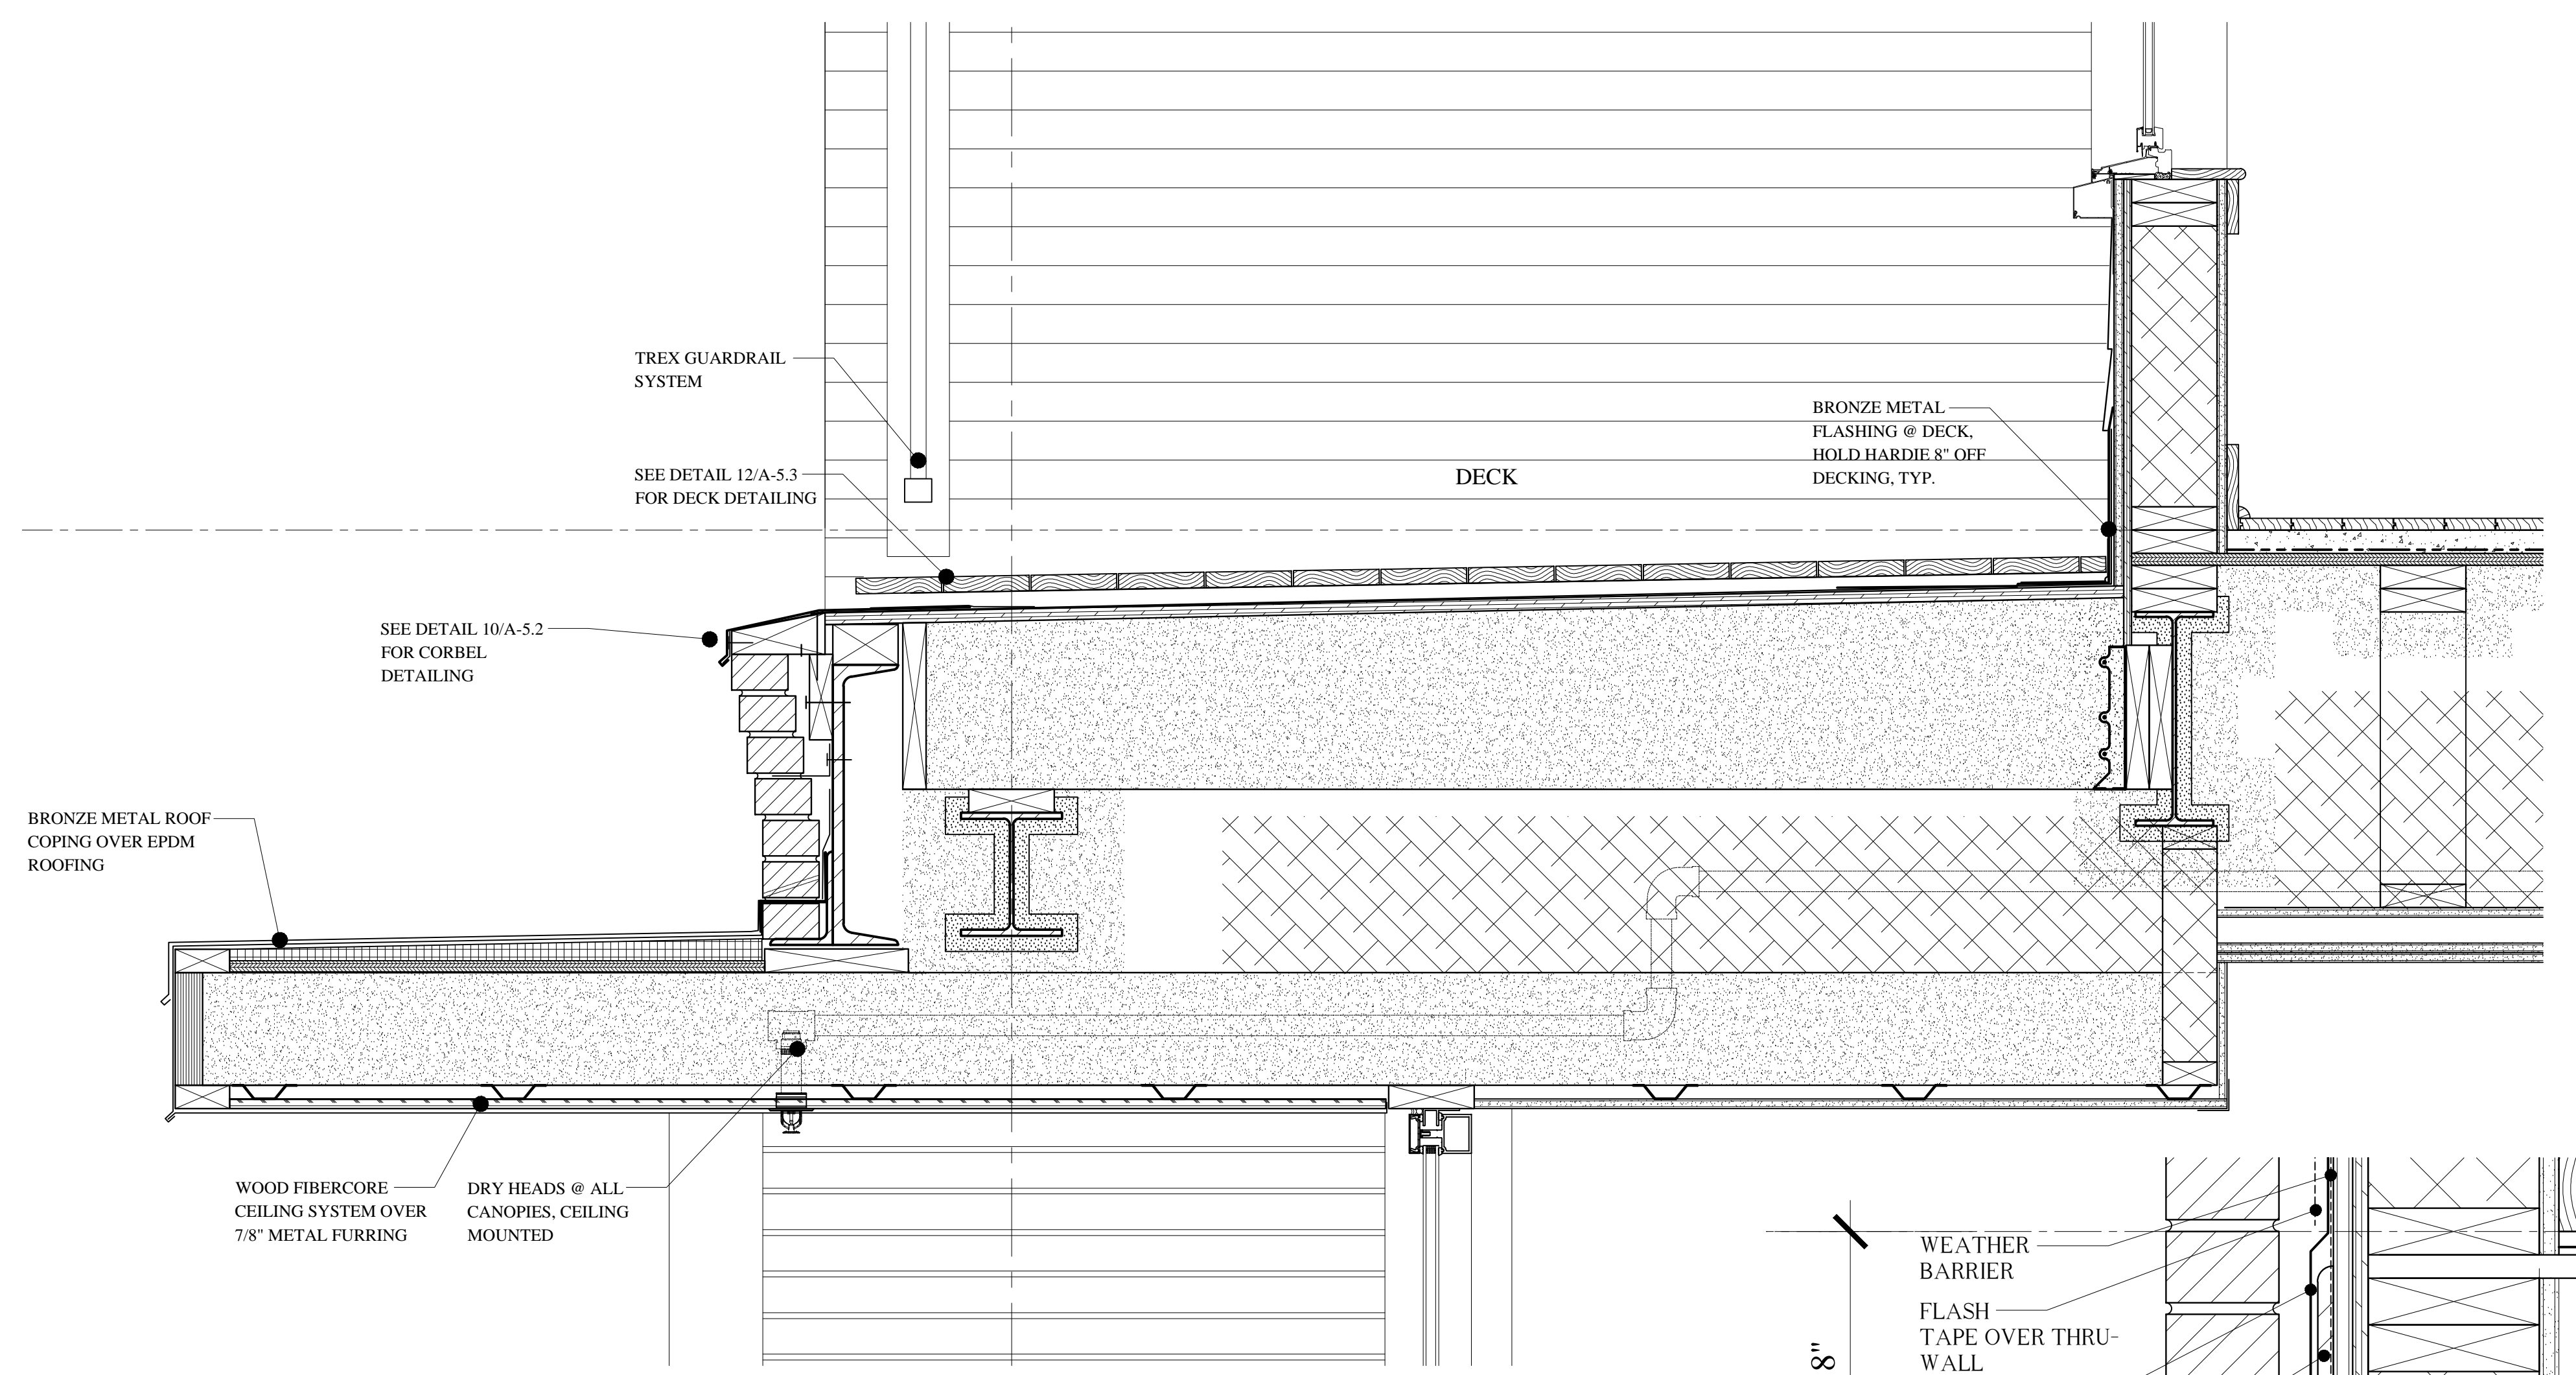 TREX GUARDRAIL
SYSTEM
SEE DETAIL 12/A-5.3
FOR DECK DETAILING
DECK
BRONZE METAL
FLASHING @ DECK,
HOLD HARDIE 8" OFF
DECKING, TYP.
SEE DETAIL 10/A-5.2
FOR CORBEL
DETAILING
BRONZE METAL ROOF
COPING OVER EPDM
ROOFING
WOOD FIBERCORE
CEILING SYSTEM OVER
7/8" METAL FURRING
DRY HEADS @ ALL
CANOPIES, CEILING
MOUNTED
WEATHER
BARRIER
FLASH
TAPE OVER THRU-
WALL
8"